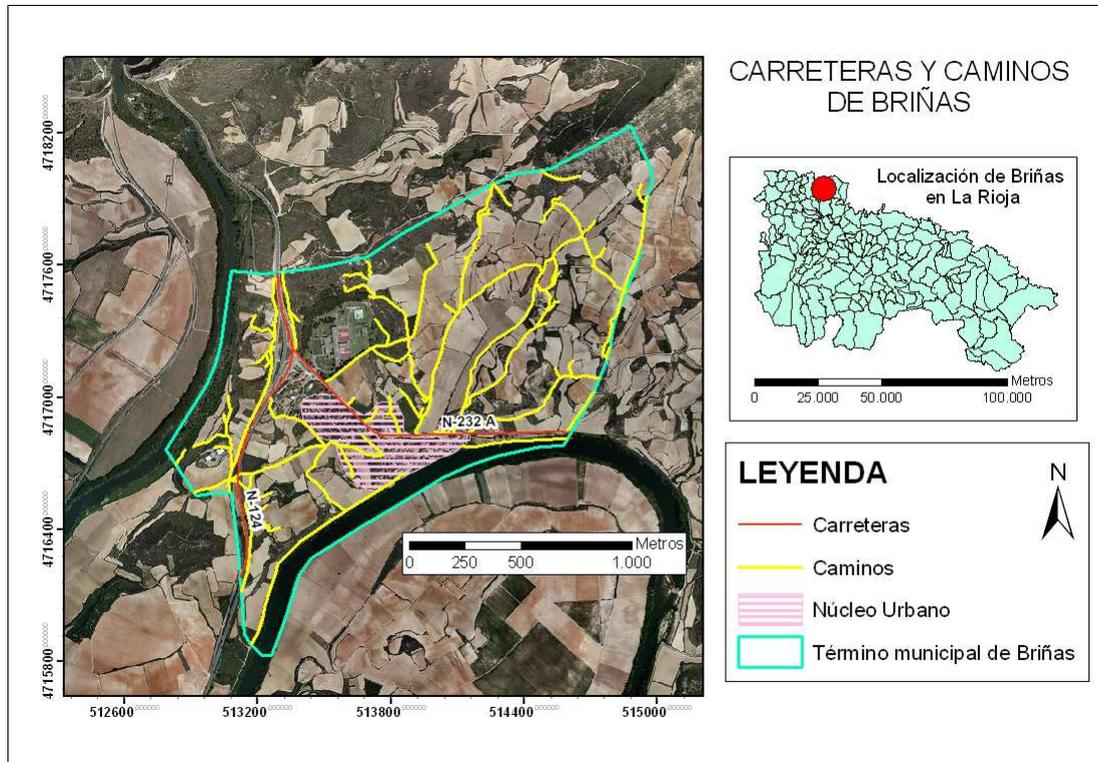 CARRETERAS Y CAMINOS
DE BRIÑAS
Localización de Briñas
en La Rioja
Metros
0 25.000 50.000 100.000
LEYENDA
N
Carreteras
Caminos
Núcleo Urbano
Término municipal de Briñas
4718200
4717600
4717000
4716400
4715800
N-232 A
N-124
Metros
0 250 500 1.000
512600 513200 513800 514400 515000